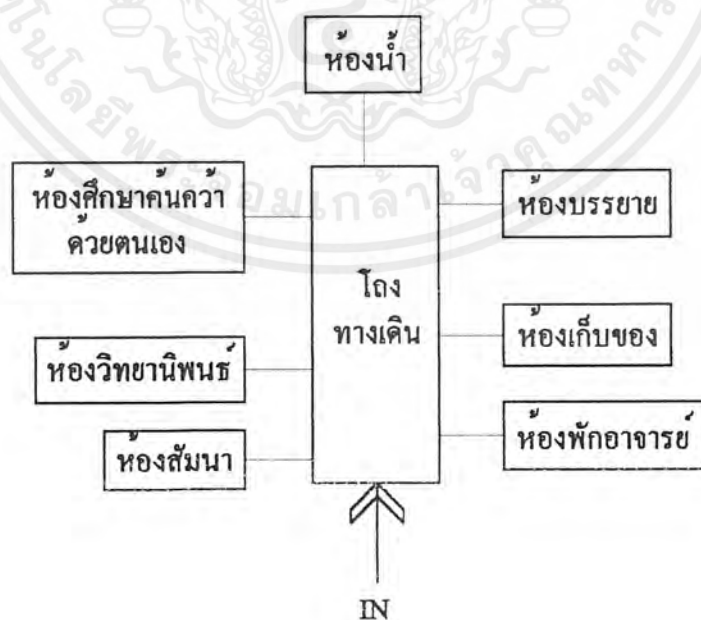 ห้องน้ำ
ห้องศึกษาค้นคว้า
ด้วยตนเอง
ห้องบรรยาย
โถง
ทางเดิน
ห้องเก็บของ
ห้องวิทยานิพนธ์
ห้องพักอาจารย์
ห้องสัมนา
IN